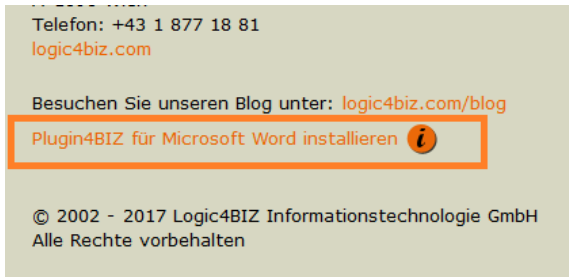 Telefon: +43 1 877 18 81
logic4biz.com
Besuchen Sie unseren Blog unter: logic4biz.com/blog
Plugin4BIZ für Microsoft Word installieren i
© 2002 - 2017 Logic4BIZ Informationstechnologie GmbH
Alle Rechte vorbehalten